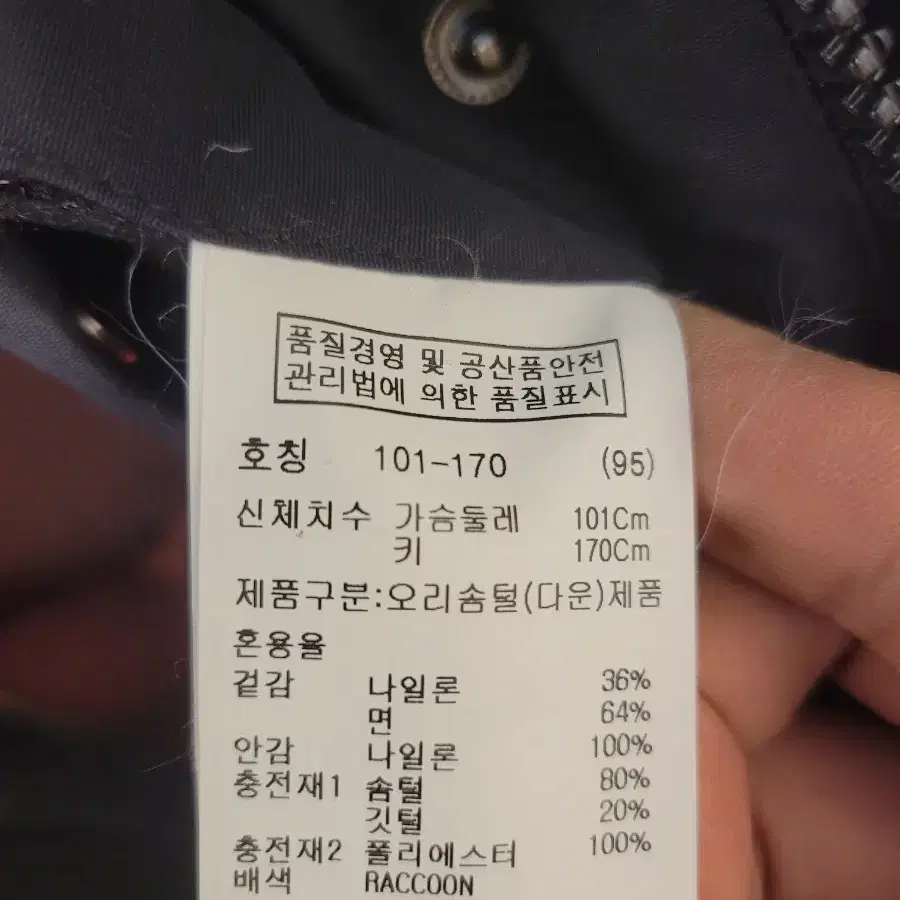 품질경영 및 공산품안전
관리법에 의한 품질표시
호칭 101-170 (95)
신체치수 가슴둘레 101Cm
키 170Cm
제품구분:오리솜털(다운)제품
혼용율
겉감 나일론 36%
면 64%
안감 나일론 100%
충전재1 솜털 80%
깃털 20%
충전재2 폴리에스터 100%
배색 RACCOON